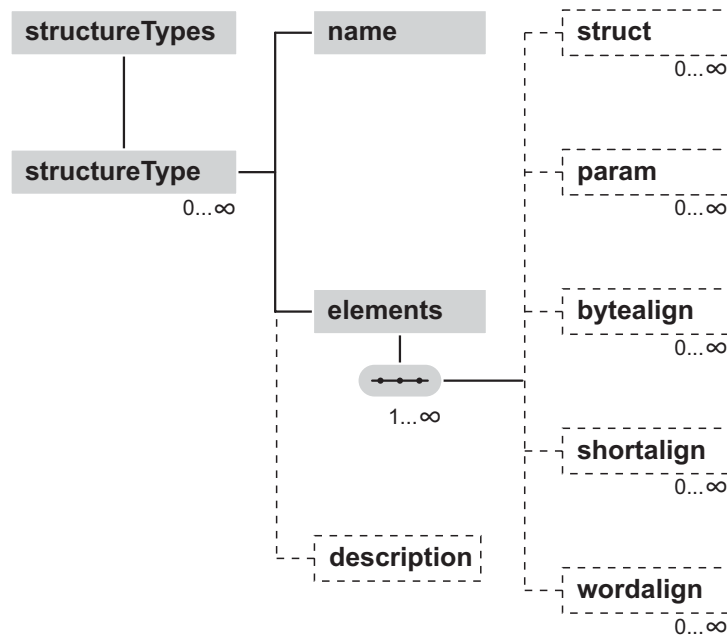 structureTypes
name
struct
0...∞
structureType
0...∞
param
0...∞
elements
1...∞
bytealign
0...∞
shortalign
0...∞
description
wordalign
0...∞